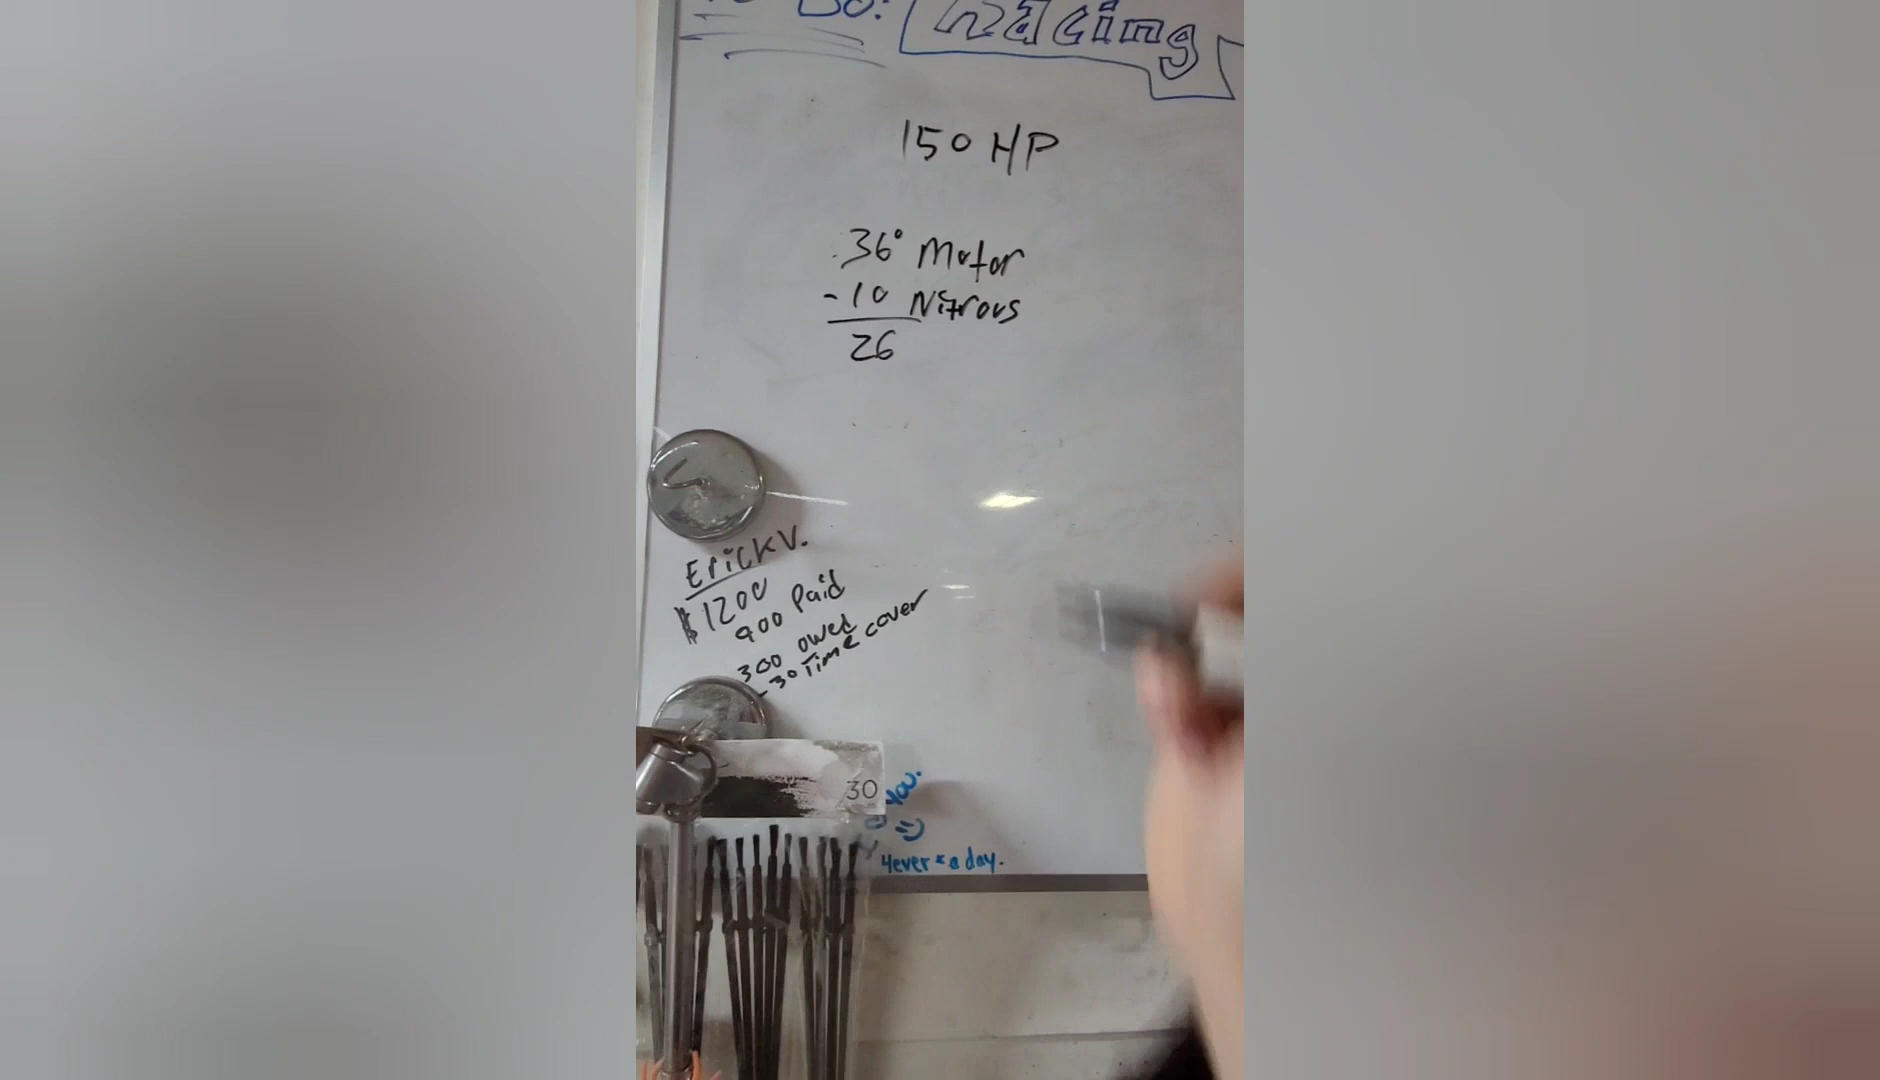 Do:
Racing
150 HP
36° Motor
-10 Nitrous
26
Erick V.
$1200
900 Paid
300 owed
-30 Time cover
30
you.
4ever & a day.